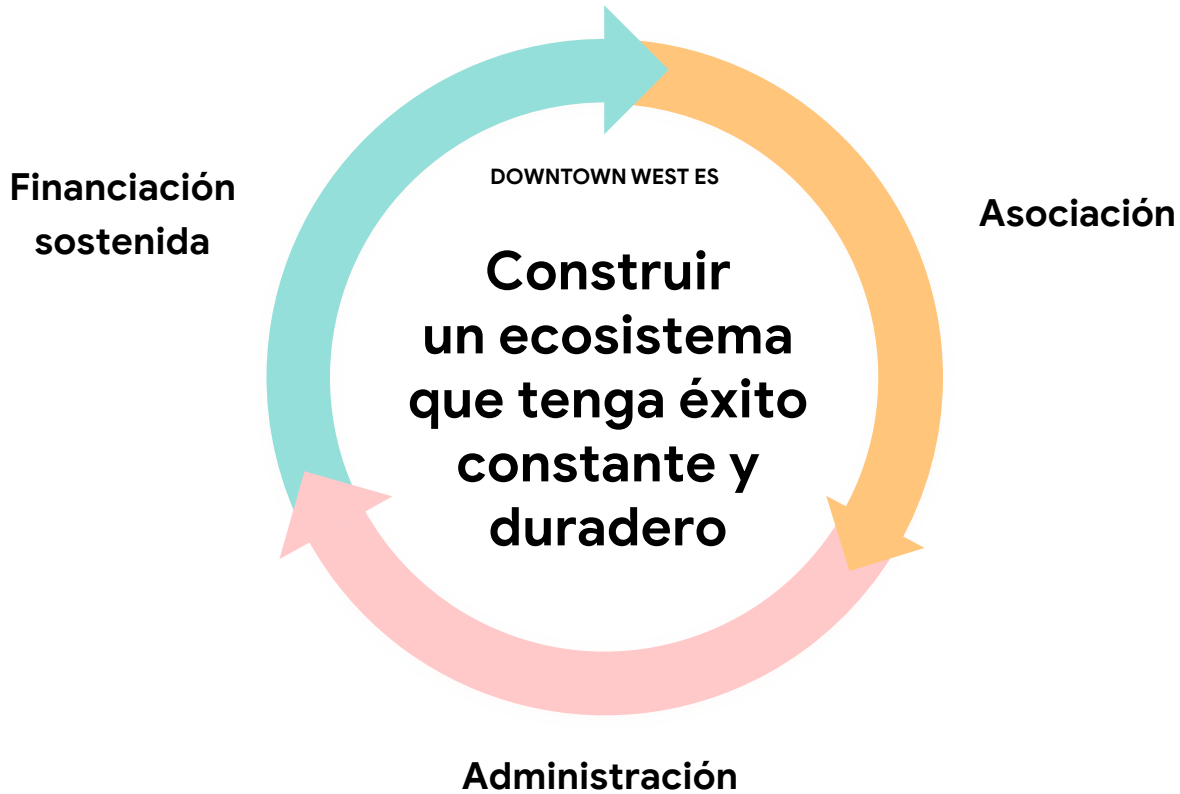 DOWNTOWN WEST ES
Construir
un ecosistema
que tenga éxito
constante y
duradero
Financiación
sostenida
Asociación
Administración